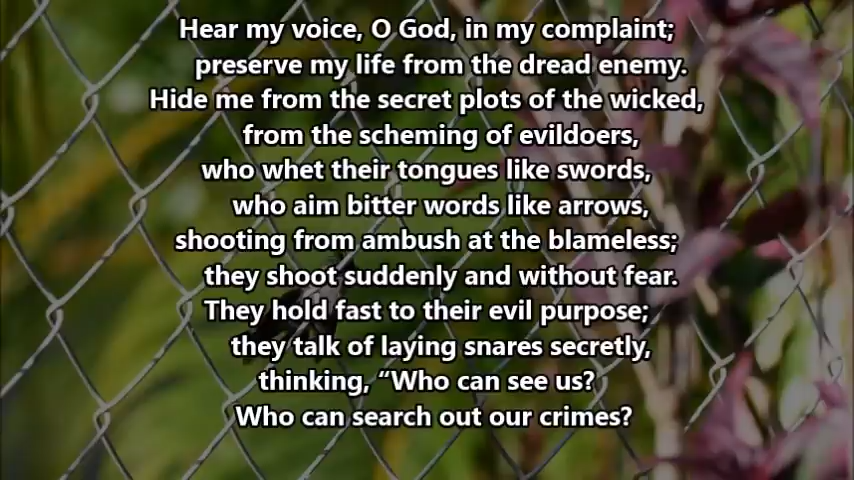 Hear my voice, O God, in my complaint;
preserve my life from the dread enemy.
Hide me from the secret plots of the wicked,
from the scheming of evildoers,
who whet their tongues like swords,
who aim bitter words like arrows,
shooting from ambush at the blameless;
they shoot suddenly and without fear.
They hold fast to their evil purpose;
they talk of laying snares secretly,
thinking, “Who can see us?
Who can search out our crimes?